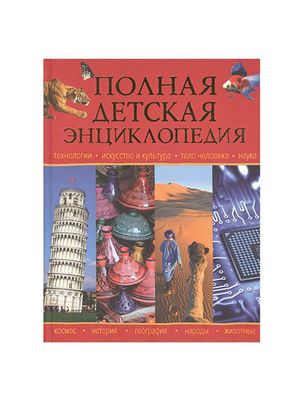 ПОЛНАЯ
ДЕТСКАЯ
ЭНЦИКЛОПЕДИЯ
технологии • искусство и культура • тело человека • наука
космос • история • география • народы • животные